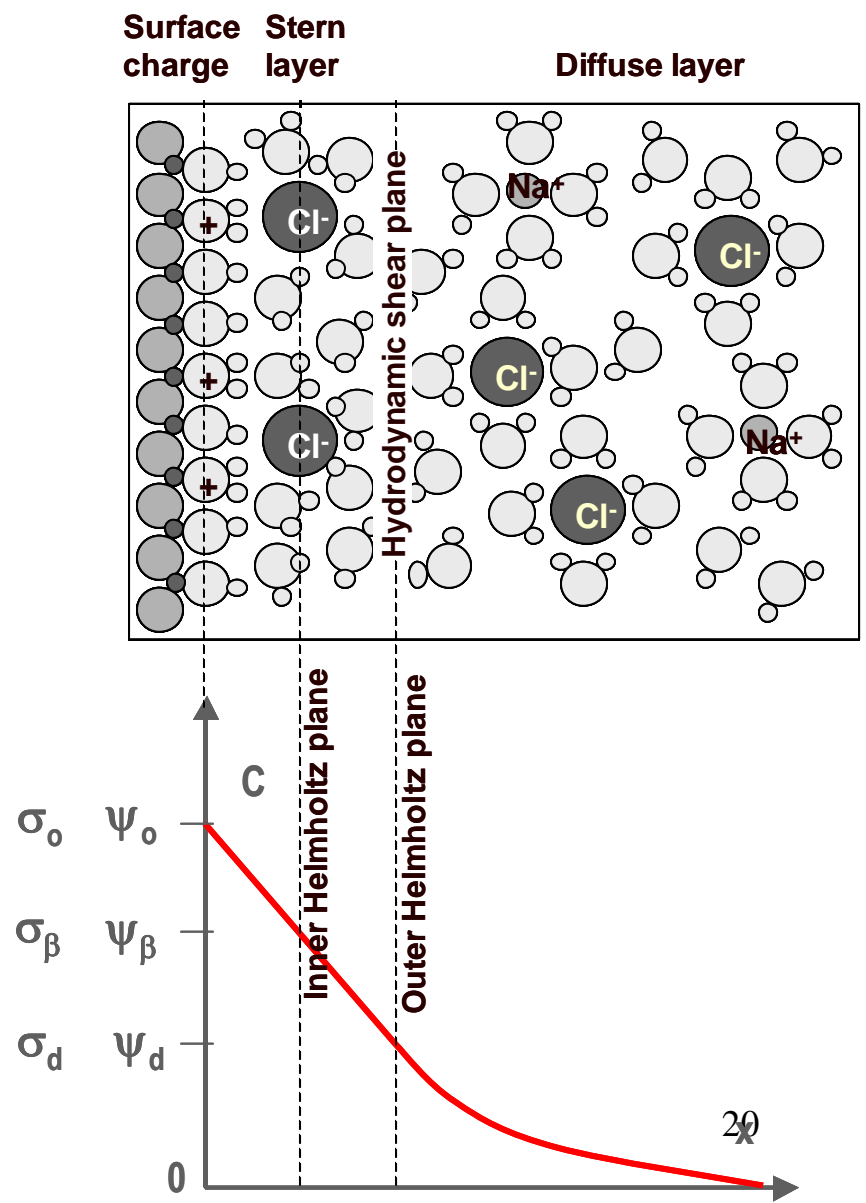 Surface charge
Stern layer
Diffuse layer
Hydrodynamic shear plane
Na⁺
Cl⁻
Cl⁻
+
Cl⁻
+
Cl⁻
Na⁺
+
Cl⁻
Inner Helmholtz plane
Outer Helmholtz plane
C
σₒ ψₒ
σᵦ ψᵦ
σd ψd
20
x
0